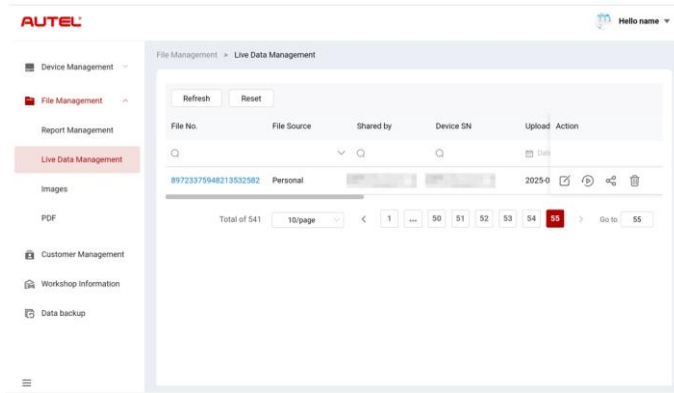 AUTEL
Hello name
Device Management
File Management
Report Management
Live Data Management
Images
PDF
Customer Management
Workshop Information
Data backup
File Management > Live Data Management
Refresh Reset
File No. File Source Shared by Device SN Upload Action
Date
89723375948213532582 Personal 2025-0
Total of 541 10/page < 1 ... 50 51 52 53 54 55 > Go to 55